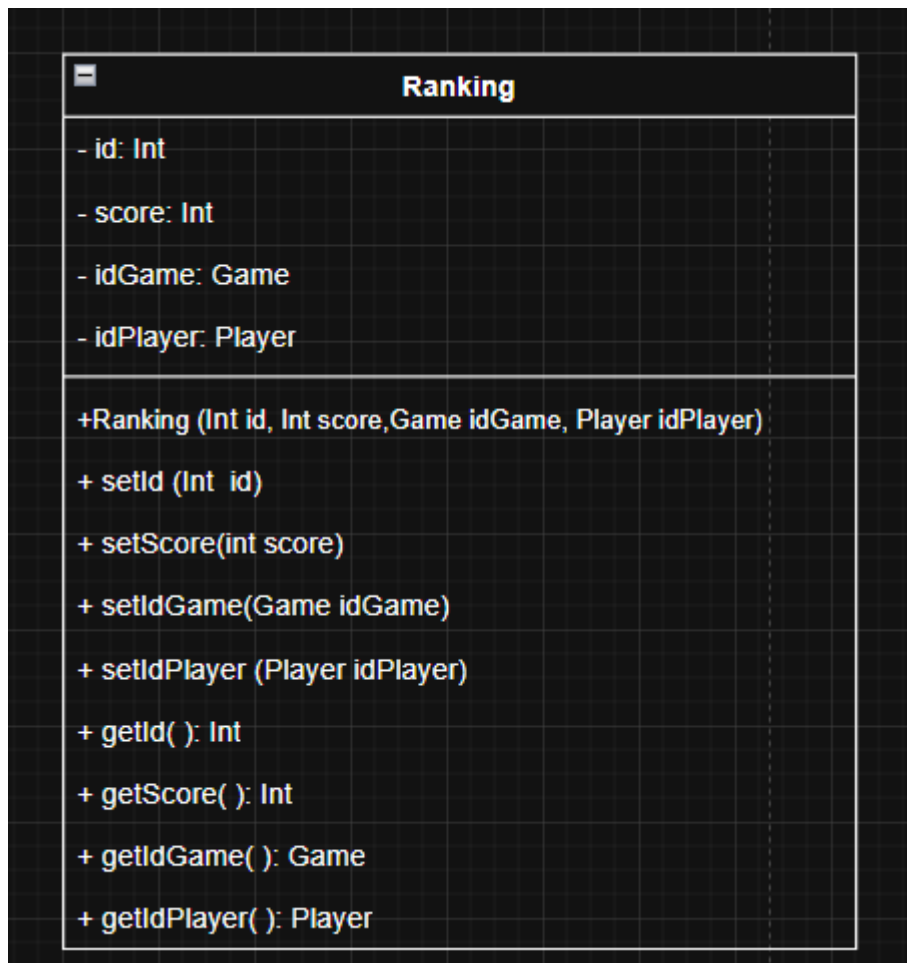 Ranking
- id: Int
- score: Int
- idGame: Game
- idPlayer: Player
+Ranking (Int id, Int score,Game idGame, Player idPlayer)
+ setId (Int  id)
+ setScore(int score)
+ setIdGame(Game idGame)
+ setIdPlayer (Player idPlayer)
+ getId( ): Int
+ getScore( ): Int
+ getIdGame( ): Game
+ getIdPlayer( ): Player